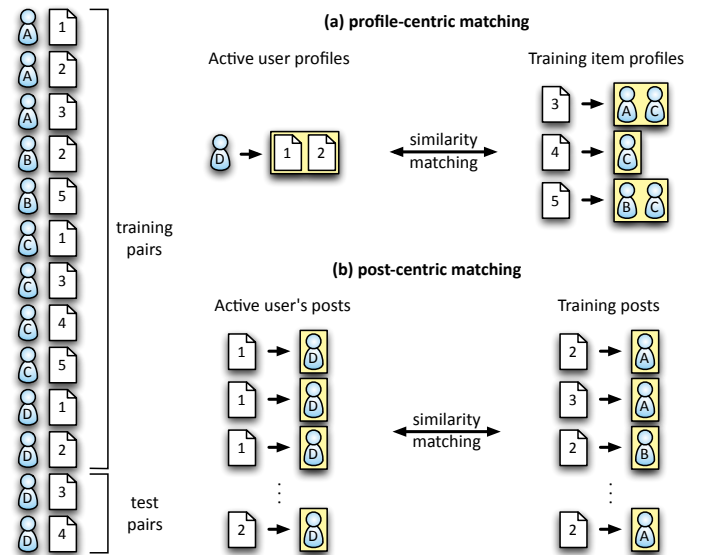 A 1
A 2
A 3
B 2
B 5
C 1
C 3
C 4
C 5
D 1
D 2
D 3
D 4
training
pairs
test
pairs
(a) profile-centric matching
Active user profiles
Training item profiles
D 1 2
similarity
matching
3 A C
4 C
5 B C
(b) post-centric matching
Active user's posts
Training posts
1 D
1 D
1 D
⋮
2 D
similarity
matching
2 A
3 A
2 B
⋮
2 A